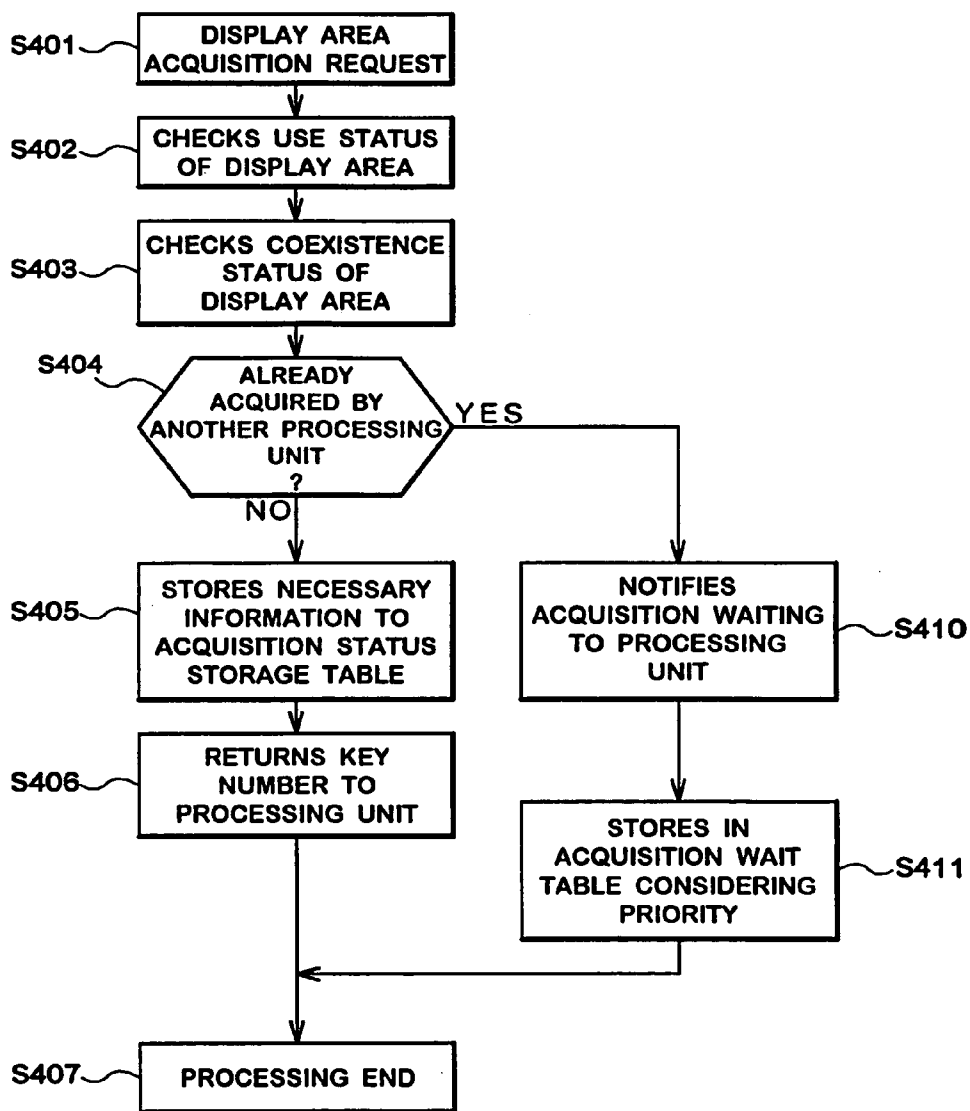 S401
DISPLAY AREA
ACQUISITION REQUEST
S402
CHECKS USE STATUS
OF DISPLAY AREA
S403
CHECKS COEXISTENCE
STATUS OF
DISPLAY AREA
S404
ALREADY
ACQUIRED BY
ANOTHER PROCESSING
UNIT
?
YES
NO
S405
STORES NECESSARY
INFORMATION TO
ACQUISITION STATUS
STORAGE TABLE
NOTIFIES
ACQUISITION WAITING
TO PROCESSING
UNIT
S410
S406
RETURNS KEY
NUMBER TO
PROCESSING UNIT
STORES IN
ACQUISITION WAIT
TABLE CONSIDERING
PRIORITY
S411
S407
PROCESSING END